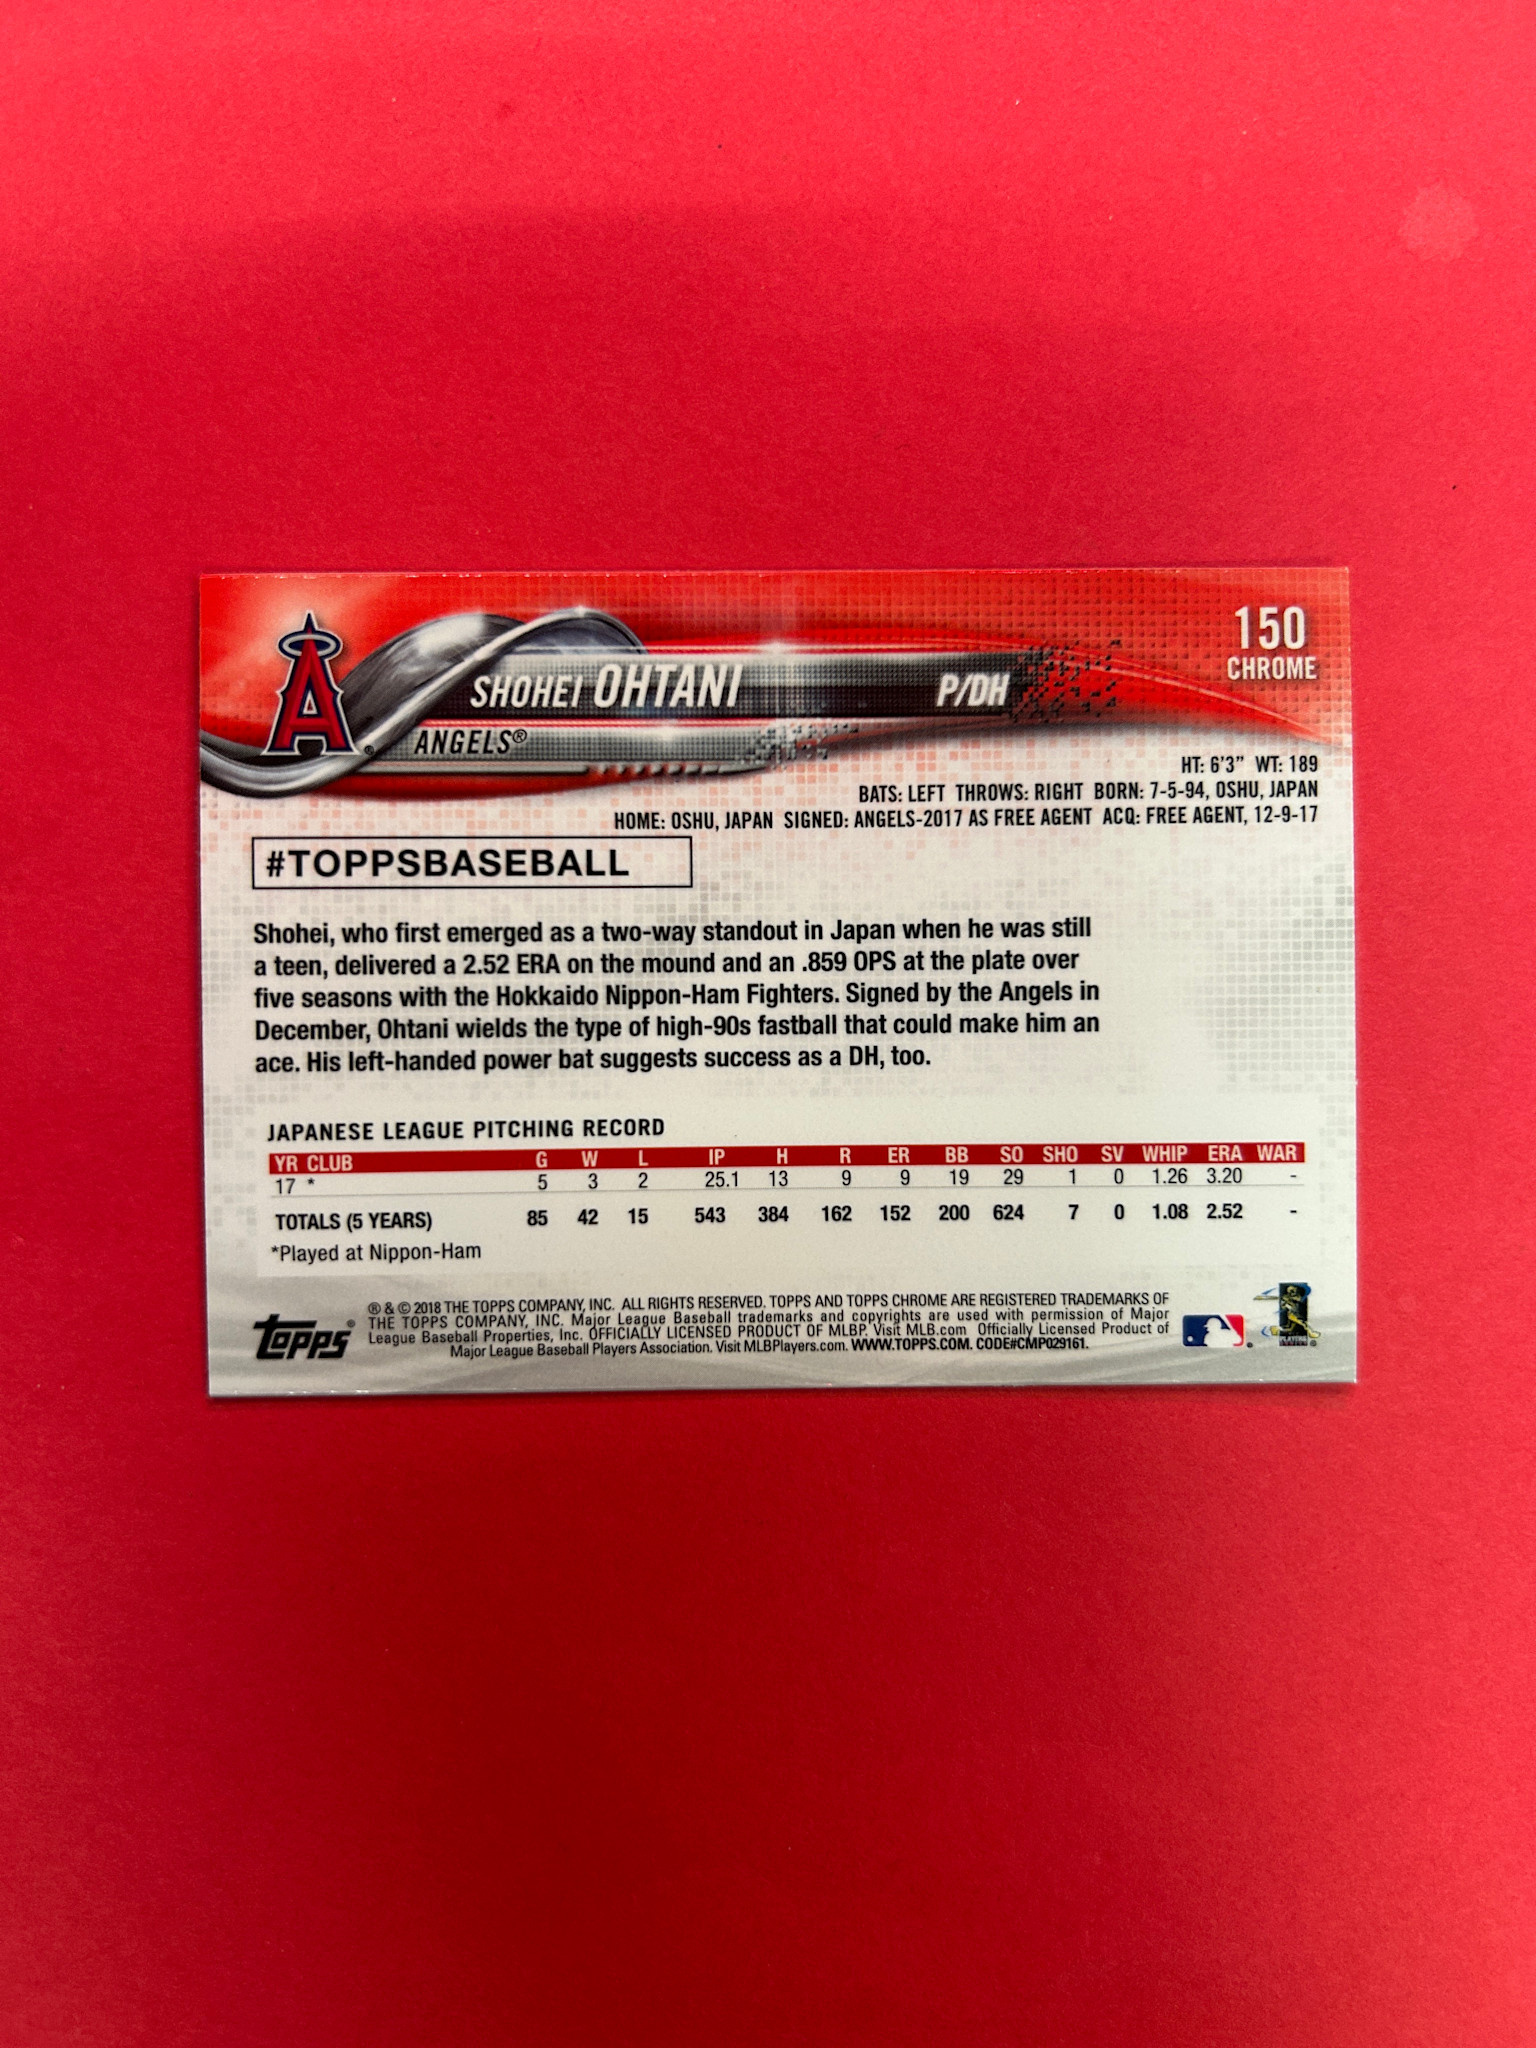 150
CHROME
SHOHEI OHTANI P/DH
ANGELS®
HT: 6'3" WT: 189
BATS: LEFT THROWS: RIGHT BORN: 7-5-94, OSHU, JAPAN
HOME: OSHU, JAPAN SIGNED: ANGELS-2017 AS FREE AGENT ACQ: FREE AGENT, 12-9-17
#TOPPSBASEBALL
Shohei, who first emerged as a two-way standout in Japan when he was still
a teen, delivered a 2.52 ERA on the mound and an .859 OPS at the plate over
five seasons with the Hokkaido Nippon-Ham Fighters. Signed by the Angels in
December, Ohtani wields the type of high-90s fastball that could make him an
ace. His left-handed power bat suggests success as a DH, too.
JAPANESE LEAGUE PITCHING RECORD
YR CLUB G W L IP H R ER BB SO SHO SV WHIP ERA WAR
17 * 5 3 2 25.1 13 9 9 19 29 1 0 1.26 3.20 -
TOTALS (5 YEARS) 85 42 15 543 384 162 152 200 624 7 0 1.08 2.52 -
*Played at Nippon-Ham
Topps®
® & © 2018 THE TOPPS COMPANY, INC. ALL RIGHTS RESERVED. TOPPS AND TOPPS CHROME ARE REGISTERED TRADEMARKS OF
THE TOPPS COMPANY, INC. Major League Baseball trademarks and copyrights are used with permission of Major
League Baseball Properties, Inc. OFFICIALLY LICENSED PRODUCT OF MLBP. Visit MLB.com Officially Licensed Product of
Major League Baseball Players Association. Visit MLBPlayers.com. WWW.TOPPS.COM. CODE#CMP029161.